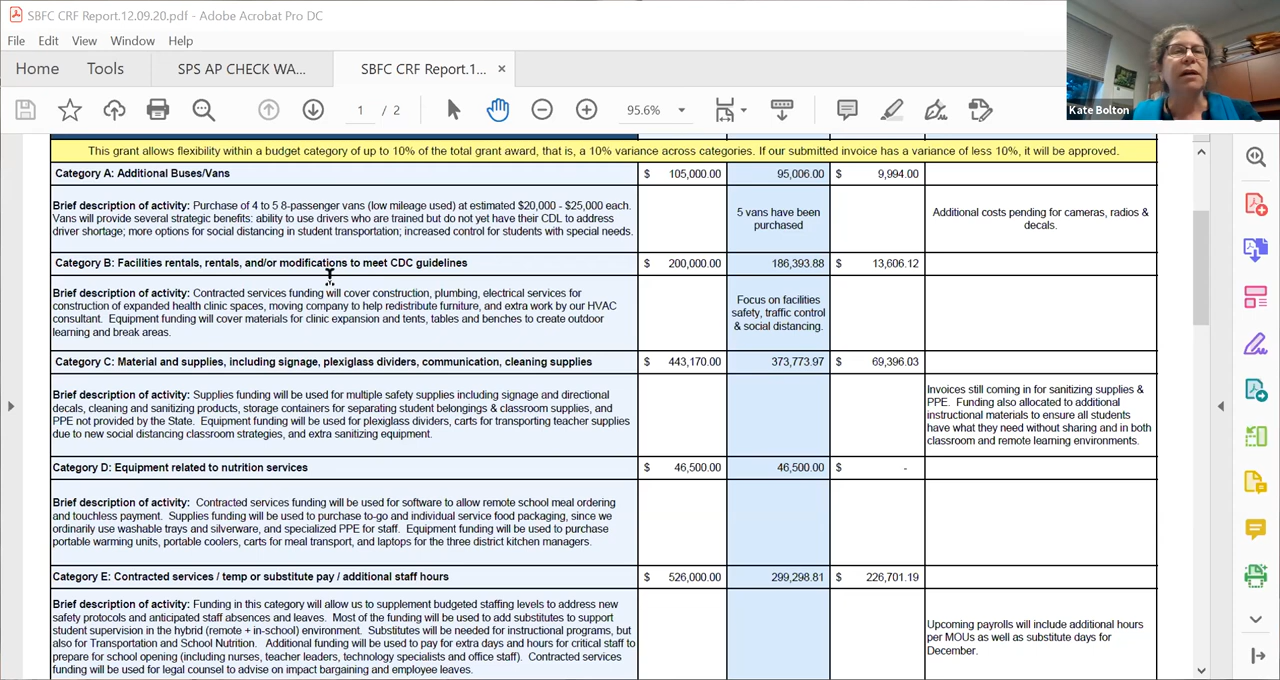 SBFC CRF Report.12.09.20.pdf - Adobe Acrobat Pro DC
File Edit View Window Help
Home Tools SPS AP CHECK WA... SBFC CRF Report.1... ×
1 / 2 95.6%
Kate Bolton
This grant allows flexibility within a budget category of up to 10% of the total grant award, that is, a 10% variance across categories. If our submitted invoice has a variance of less 10%, it will be approved.
Category A: Additional Buses/Vans $ 105,000.00 95,006.00 $ 9,994.00
Brief description of activity: Purchase of 4 to 5 8-passenger vans (low mileage used) at estimated $20,000 - $25,000 each.
Vans will provide several strategic benefits: ability to use drivers who are trained but do not yet have their CDL to address
driver shortage; more options for social distancing in student transportation; increased control for students with special needs.
5 vans have been
purchased
Additional costs pending for cameras, radios &
decals.
Category B: Facilities rentals, rentals, and/or modifications to meet CDC guidelines $ 200,000.00 186,393.88 $ 13,606.12
Brief description of activity: Contracted services funding will cover construction, plumbing, electrical services for
construction of expanded health clinic spaces, moving company to help redistribute furniture, and extra work by our HVAC
consultant. Equipment funding will cover materials for clinic expansion and tents, tables and benches to create outdoor
learning and break areas.
Focus on facilities
safety, traffic control
& social distancing.
Category C: Material and supplies, including signage, plexiglass dividers, communication, cleaning supplies $ 443,170.00 373,773.97 $ 69,396.03
Brief description of activity: Supplies funding will be used for multiple safety supplies including signage and directional
decals, cleaning and sanitizing products, storage containers for separating student belongings & classroom supplies, and
PPE not provided by the State. Equipment funding will be used for plexiglass dividers, carts for transporting teacher supplies
due to new social distancing classroom strategies, and extra sanitizing equipment.
Invoices still coming in for sanitizing supplies &
PPE. Funding also allocated to additional
instructional materials to ensure all students
have what they need without sharing and in both
classroom and remote learning environments.
Category D: Equipment related to nutrition services $ 46,500.00 46,500.00 $ -
Brief description of activity: Contracted services funding will be used for software to allow remote school meal ordering
and touchless payment. Supplies funding will be used to purchase to-go and individual service food packaging, since we
ordinarily use washable trays and silverware, and specialized PPE for staff. Equipment funding will be used to purchase
portable warming units, portable coolers, carts for meal transport, and laptops for the three district kitchen managers.
Category E: Contracted services / temp or substitute pay / additional staff hours $ 526,000.00 299,298.81 $ 226,701.19
Brief description of activity: Funding in this category will allow us to supplement budgeted staffing levels to address new
safety protocols and anticipated staff absences and leaves. Most of the funding will be used to add substitutes to support
student supervision in the hybrid (remote + in-school) environment. Substitutes will be needed for instructional programs, but
also for Transportation and School Nutrition. Additional funding will be used to pay for extra days and hours for critical staff to
prepare for school opening (including nurses, teacher leaders, technology specialists and office staff). Contracted services
funding will be used for legal counsel to advise on impact bargaining and employee leaves.
Upcoming payrolls will include additional hours
per MOUs as well as substitute days for
December.